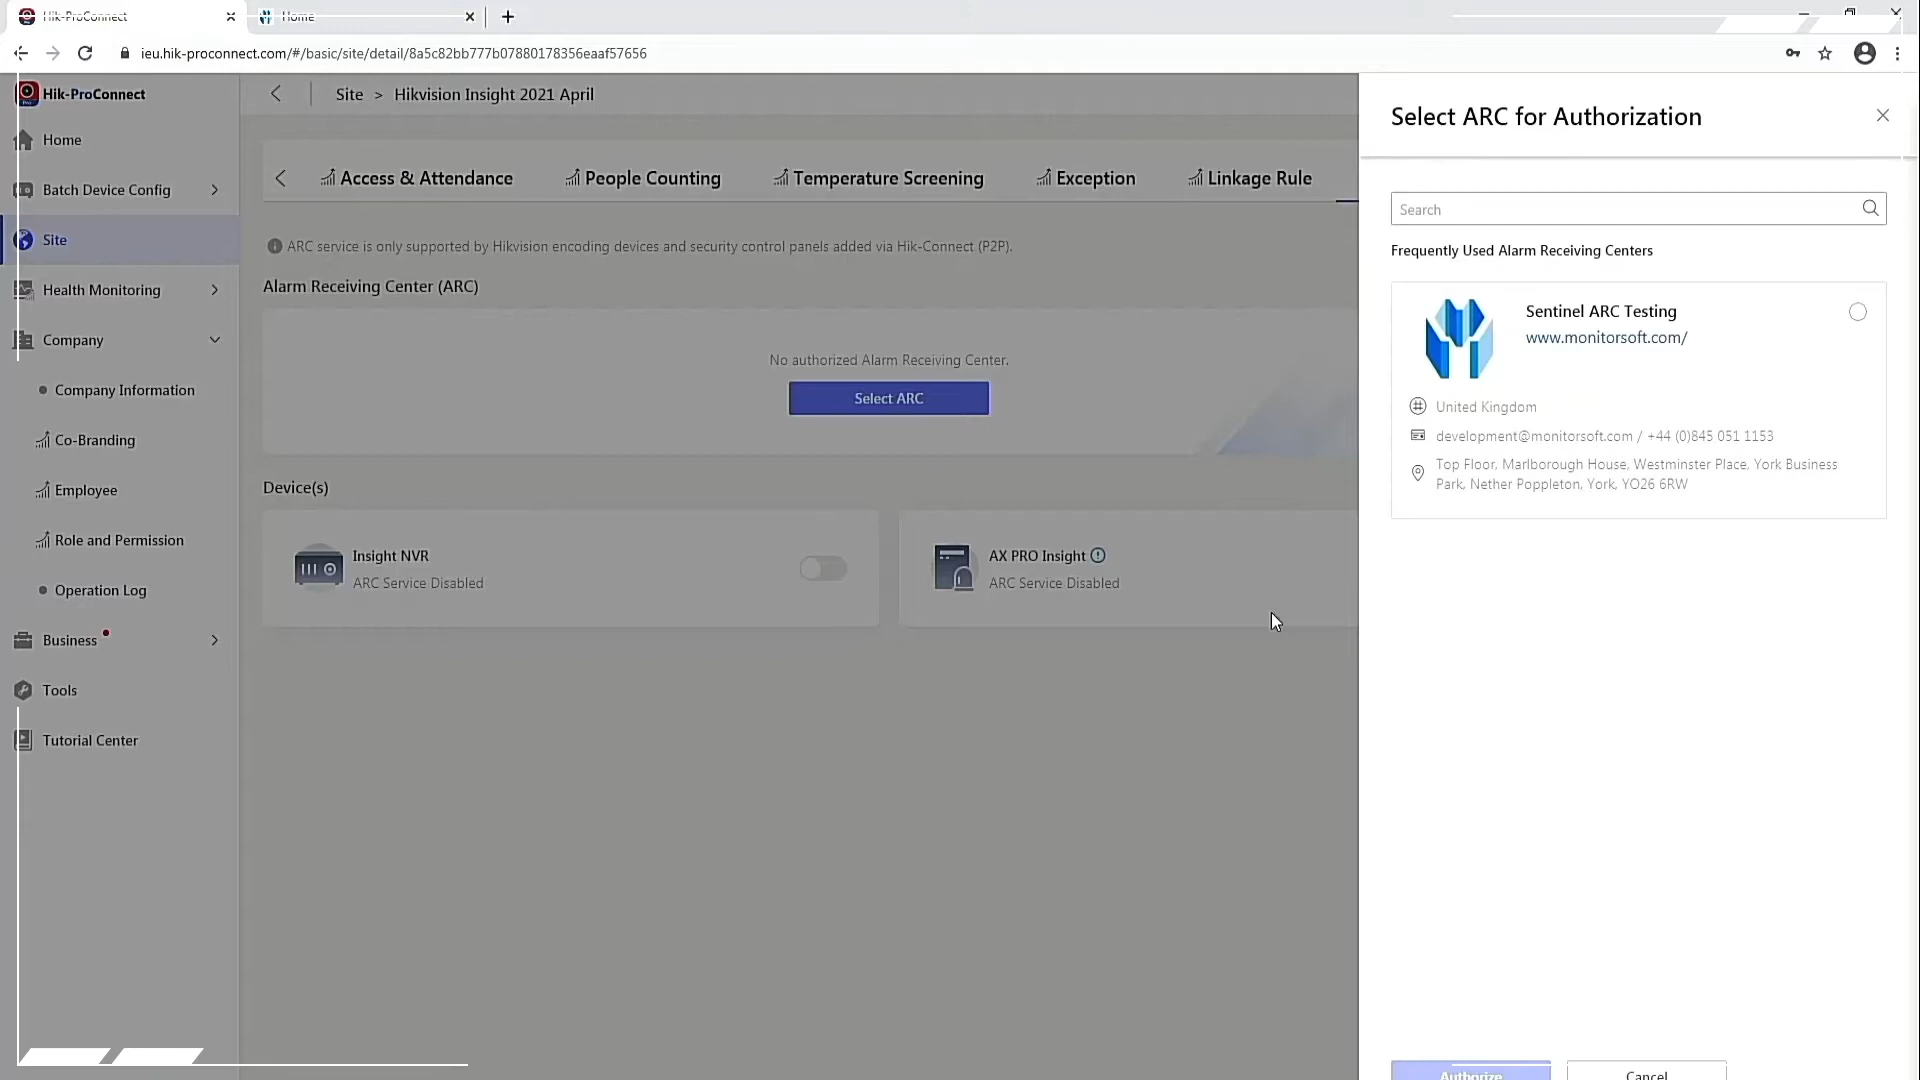 Hik-ProConnect
Home
ieu.hik-proconnect.com/#/basic/site/detail/8a5c82bb777b07880178356eaaf57656
Hik-ProConnect
Home
Batch Device Config
Site
Health Monitoring
Company
Company Information
Co-Branding
Employee
Role and Permission
Operation Log
Business
Tools
Tutorial Center
Site > Hikvision Insight 2021 April
Access & Attendance People Counting Temperature Screening Exception Linkage Rule
ARC service is only supported by Hikvision encoding devices and security control panels added via Hik-Connect (P2P).
Alarm Receiving Center (ARC)
No authorized Alarm Receiving Center.
Select ARC
Device(s)
Insight NVR
ARC Service Disabled
AX PRO Insight
ARC Service Disabled
Select ARC for Authorization
Search
Frequently Used Alarm Receiving Centers
Sentinel ARC Testing
www.monitorsoft.com/
United Kingdom
development@monitorsoft.com / +44 (0)845 051 1153
Top Floor, Marlborough House, Westminster Place, York Business
Park, Nether Poppleton, York, YO26 6RW
Authorize Cancel